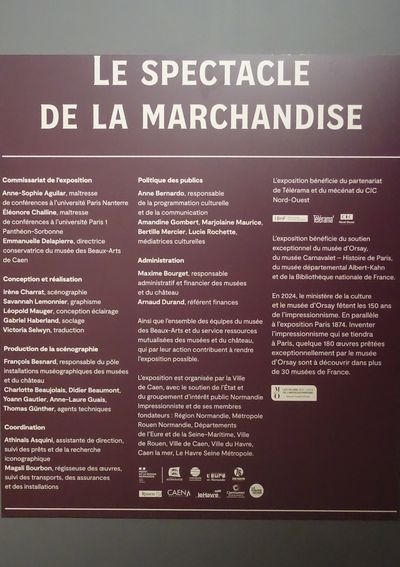 LE SPECTACLE
DE LA MARCHANDISE
Commissariat de l'exposition
Anne-Sophie Aguilar, maîtresse
de conférences à l'université Paris Nanterre
Éléonore Challine, maîtresse
de conférences à l'université Paris 1
Panthéon-Sorbonne
Emmanuelle Delapierre, directrice
conservatrice du musée des Beaux-Arts
de Caen
Conception et réalisation
Irène Charrat, scénographie
Savannah Lemonnier, graphisme
Léopold Mauger, conception éclairage
Gabriel Haberland, soclage
Victoria Selwyn, traduction
Production de la scénographie
François Besnard, responsable du pôle
installations muséographiques des musées
et du château
Charlotte Beaujolais, Didier Beaumont,
Yoann Gautier, Anne-Laure Guais,
Thomas Günther, agents techniques
Coordination
Athinaïs Asquini, assistante de direction,
suivi des prêts et de la recherche
iconographique
Magali Bourbon, régisseuse des œuvres,
suivi des transports, des assurances
et des installations
Politique des publics
Anne Bernardo, responsable
de la programmation culturelle
et de la communication
Amandine Gombert, Marjolaine Maurice,
Bertille Mercier, Lucie Rochette,
médiatrices culturelles
Administration
Maxime Bourget, responsable
administratif et financier des musées
et du château
Arnaud Durand, référent finances
Ainsi que l'ensemble des équipes du musée
des Beaux-Arts et du service ressources
mutualisées des musées et du château,
qui par leur action contribuent à rendre
l'exposition possible.
L'exposition est organisée par la Ville
de Caen, avec le soutien de l'État et
du groupement d'intérêt public Normandie
Impressionniste et de ses membres
fondateurs : Région Normandie, Métropole
Rouen Normandie, Départements
de l'Eure et de la Seine-Maritime, Ville
de Rouen, Ville de Caen, Ville du Havre,
Caen la mer, Le Havre Seine Métropole.
L'exposition bénéficie du partenariat
de Télérama et du mécénat du CIC
Nord-Ouest
Télérama
CIC
L'exposition bénéficie du soutien
exceptionnel du musée d'Orsay,
du musée Carnavalet – Histoire de Paris,
du musée départemental Albert-Kahn
et de la Bibliothèque nationale de France.
En 2024, le ministère de la culture
et le musée d'Orsay fêtent les 150 ans
de l'impressionnisme. En parallèle
à l'exposition Paris 1874. Inventer
l'impressionnisme qui se tiendra
à Paris, quelque 180 œuvres prêtées
exceptionnellement par le musée
d'Orsay sont à découvrir dans plus
de 30 musées de France.
M
O
CAEN
leHavre